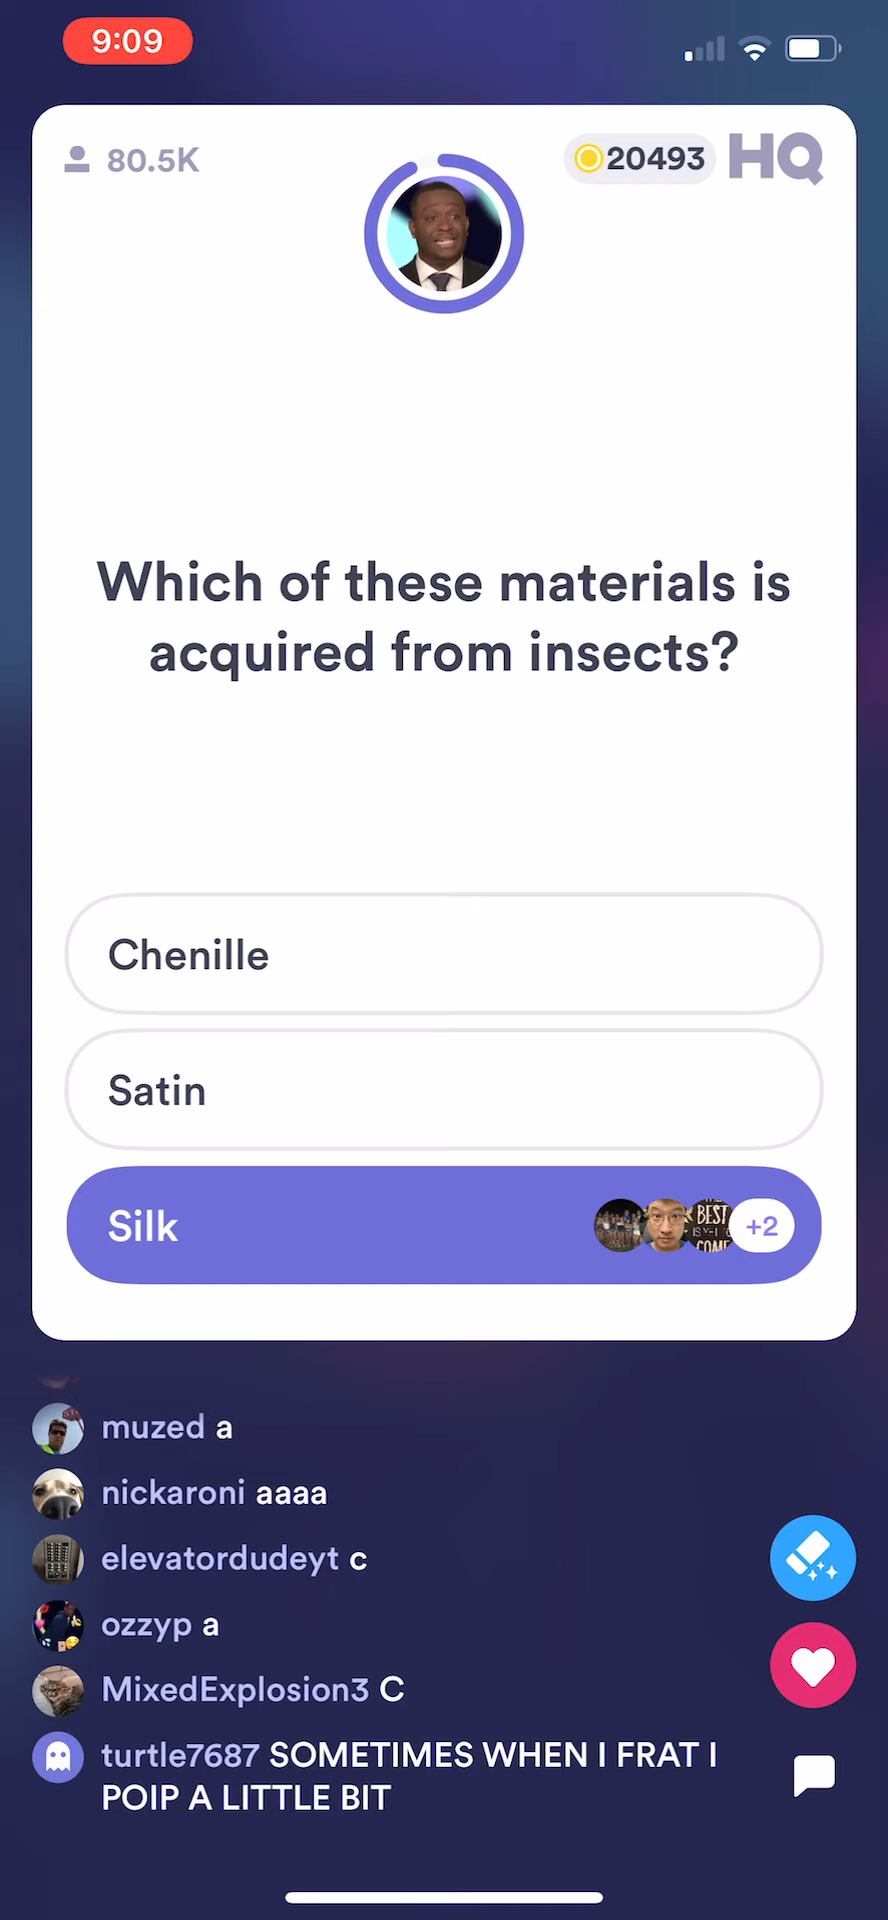 9:09
80.5K
20493 HQ
Which of these materials is
acquired from insects?
Chenille
Satin
Silk
BEST
+2
muzed a
nickaroni aaaa
elevatordudeyt c
ozzyp a
MixedExplosion3 C
turtle7687 SOMETIMES WHEN I FRAT I
POIP A LITTLE BIT